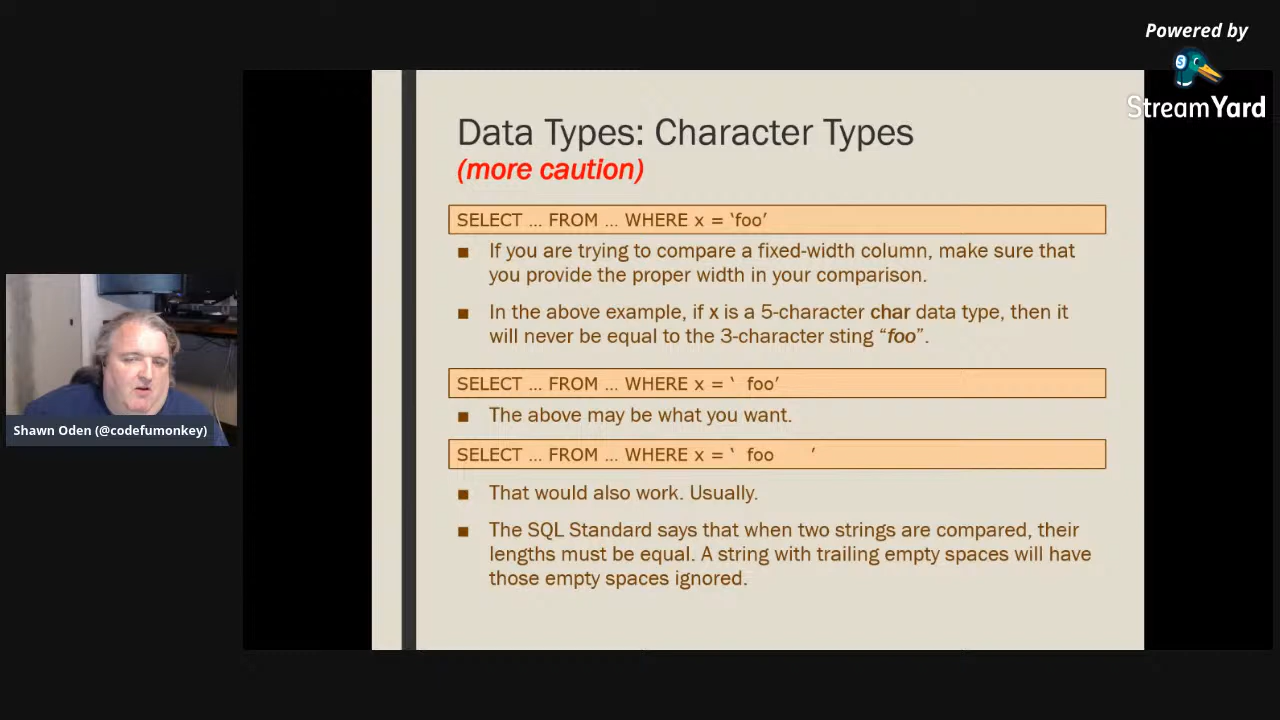 Powered by
StreamYard
Data Types: Character Types
(more caution)
SELECT … FROM … WHERE x = ‘foo’
■ If you are trying to compare a fixed-width column, make sure that
you provide the proper width in your comparison.
■ In the above example, if x is a 5-character char data type, then it
will never be equal to the 3-character sting “foo”.
SELECT … FROM … WHERE x = ‘  foo’
■ The above may be what you want.
SELECT … FROM … WHERE x = ‘  foo     ’
■ That would also work. Usually.
■ The SQL Standard says that when two strings are compared, their
lengths must be equal. A string with trailing empty spaces will have
those empty spaces ignored.
Shawn Oden (@codefumonkey)